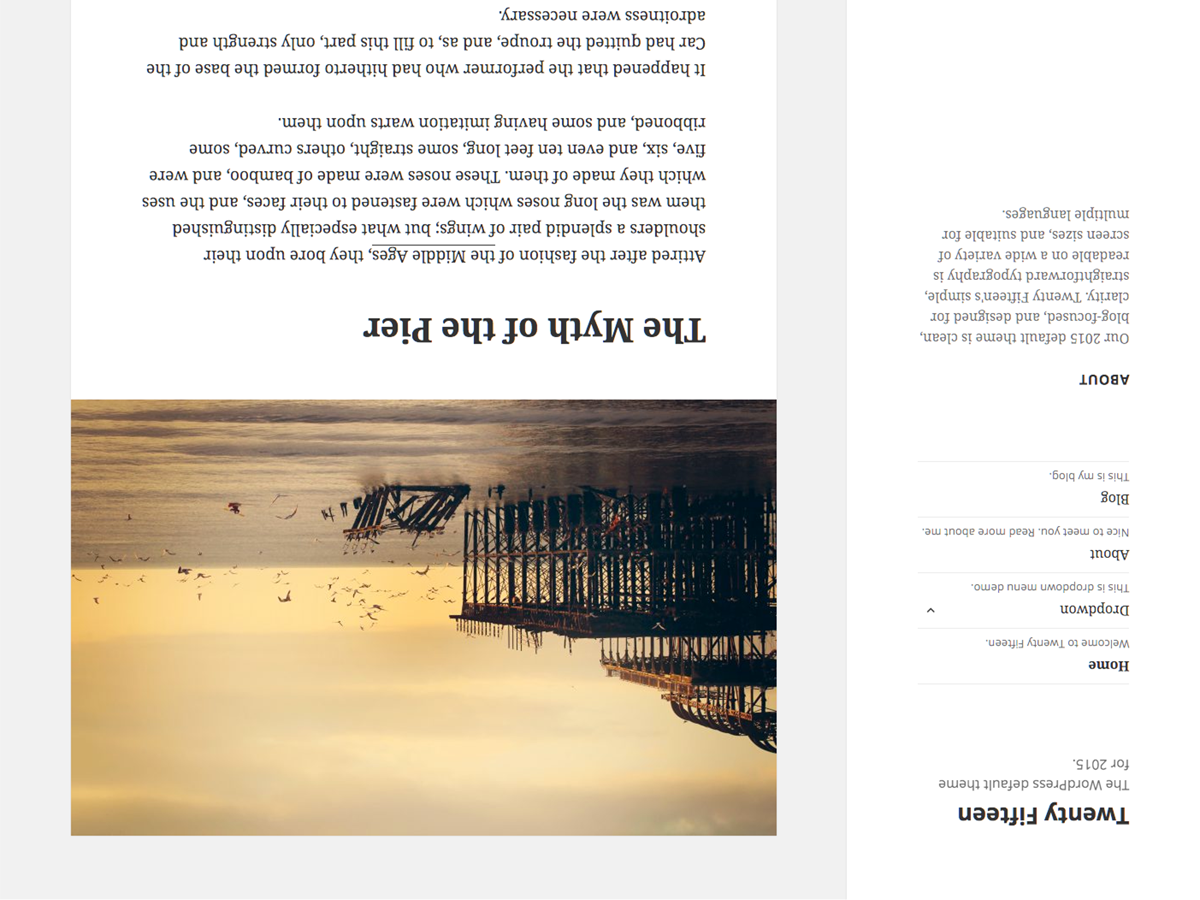 Twenty Fifteen
The WordPress default theme
for 2015.
Home
Welcome to Twenty Fifteen.
Dropdwon
This is dropdown menu demo.
About
Nice to meet you. Read more about me.
Blog
This is my blog.
ABOUT
Our 2015 default theme is clean,
blog-focused, and designed for
clarity. Twenty Fifteen's simple,
straightforward typography is
readable on a wide variety of
screen sizes, and suitable for
multiple languages.
The Myth of the Pier
Attired after the fashion of the Middle Ages, they bore upon their
shoulders a splendid pair of wings; but what especially distinguished
them was the long noses which were fastened to their faces, and the uses
which they made of them. These noses were made of bamboo, and were
five, six, and even ten feet long, some straight, others curved, some
ribboned, and some having imitation warts upon them.
It happened that the performer who had hitherto formed the base of the
Car had quitted the troupe, and as, to fill this part, only strength and
adroitness were necessary.